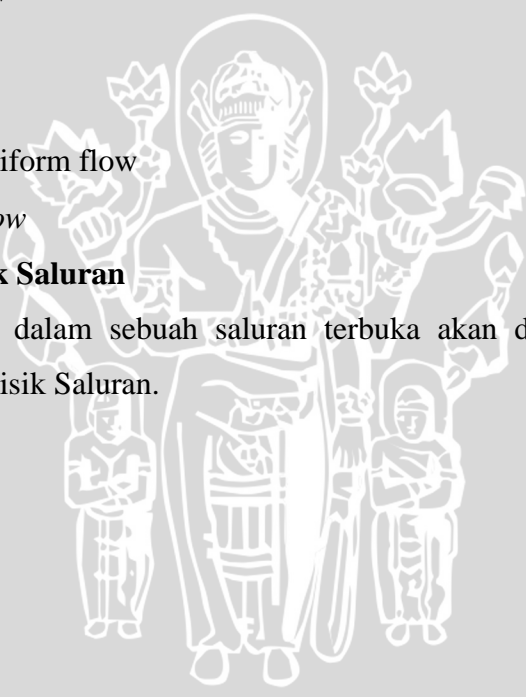 iform flow
ow
k Saluran
dalam sebuah saluran terbuka akan d
isik Saluran.